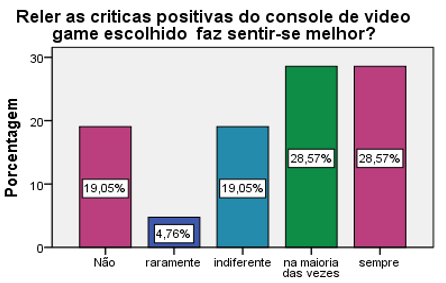 Reler as criticas positivas do console de video
game escolhido faz sentir-se melhor?
Porcentagem
30
20
10
0
19,05%
4,76%
19,05%
28,57%
28,57%
Não
raramente
indiferente
na maioria
das vezes
sempre